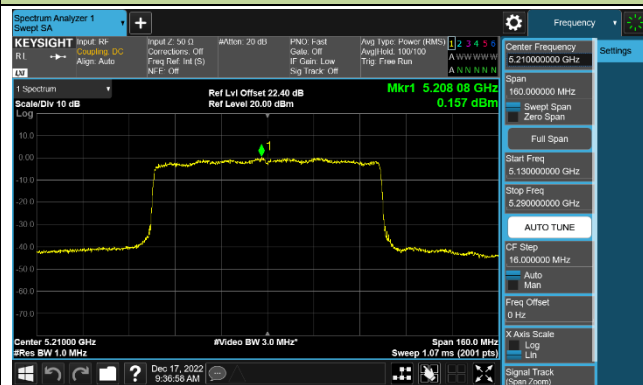 Spectrum Analyzer 1
Swept SA
Frequency
KEYSIGHT
Input: RF
Coupling: DC
Align: Auto
Input Z: 50 Ω
Corrections: Off
Freq Ref: Int (S)
NFE: Off
#Atten: 20 dB
PNO: Fast
Gate: Off
IF Gain: Low
Sig Track: Off
Avg Type: Power (RMS)
Avg|Hold: 100/100
Trig: Free Run
1 2 3 4 5 6
A W W W W W
A N N N N N
RL
LXI
1 Spectrum
Scale/Div 10 dB
Log
Ref Lvl Offset 22.40 dB
Ref Level 20.00 dBm
Mkr1 5.208 08 GHz
0.157 dBm
1
10.0
0.00
-10.0
-20.0
-30.0
-40.0
-50.0
-60.0
-70.0
Center 5.21000 GHz
#Res BW 1.0 MHz
#Video BW 3.0 MHz*
Span 160.0 MHz
Sweep 1.07 ms (2001 pts)
Dec 17, 2022
9:36:58 AM
Center Frequency
5.210000000 GHz
Settings
Span
160.000000 MHz
Swept Span
Zero Span
Full Span
Start Freq
5.130000000 GHz
Stop Freq
5.290000000 GHz
AUTO TUNE
CF Step
16.000000 MHz
Auto
Man
Freq Offset
0 Hz
X Axis Scale
Log
Lin
Signal Track
(Span Zoom)